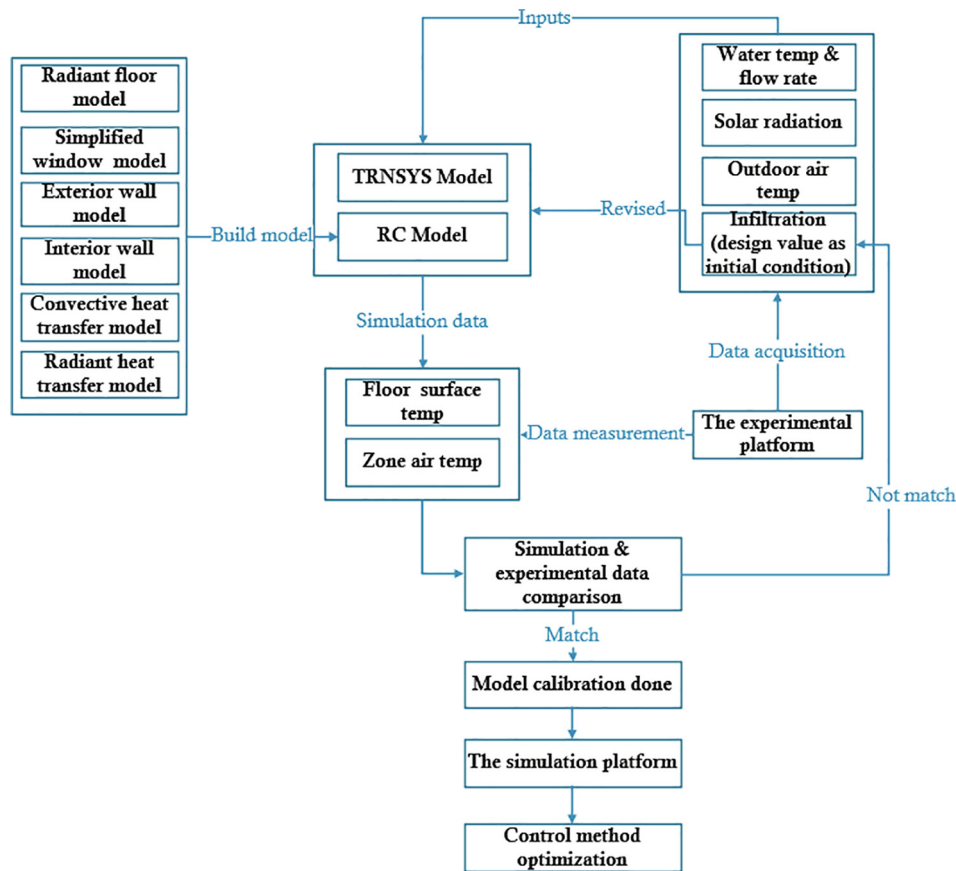 Inputs
Radiant floor
model
Simplified
window model
Exterior wall
model
Interior wall
model
Convective heat
transfer model
Radiant heat
transfer model
Build model
TRNSYS Model
RC Model
Revised
Water temp &
flow rate
Solar radiation
Outdoor air
temp
Infiltration
(design value as
initial condition)
Simulation data
Data acquisition
Floor surface
temp
Zone air temp
Data measurement
The experimental
platform
Not match
Simulation &
experimental data
comparison
Match
Model calibration done
The simulation platform
Control method
optimization